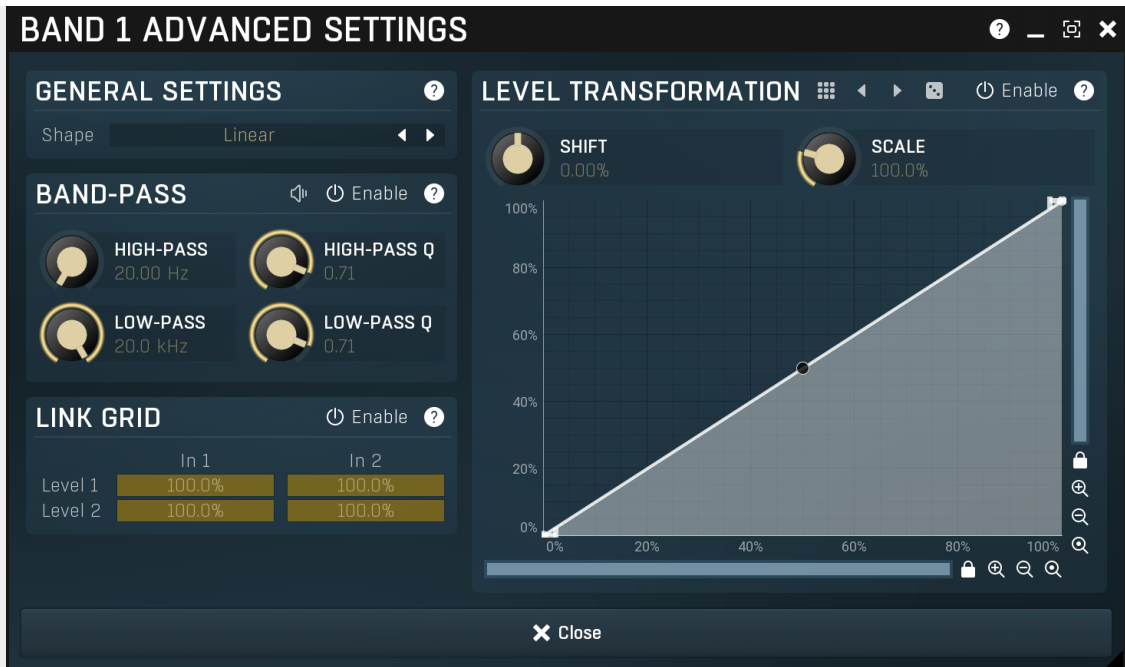 BAND 1 ADVANCED SETTINGS
GENERAL SETTINGS
Shape Linear
BAND-PASS Enable
HIGH-PASS
20.00 Hz
HIGH-PASS Q
0.71
LOW-PASS
20.0 kHz
LOW-PASS Q
0.71
LINK GRID Enable
In 1 In 2
Level 1 100.0% 100.0%
Level 2 100.0% 100.0%
LEVEL TRANSFORMATION Enable
SHIFT
0.00%
SCALE
100.0%
100%
80%
60%
40%
20%
0%
0% 20% 40% 60% 80% 100%
Close